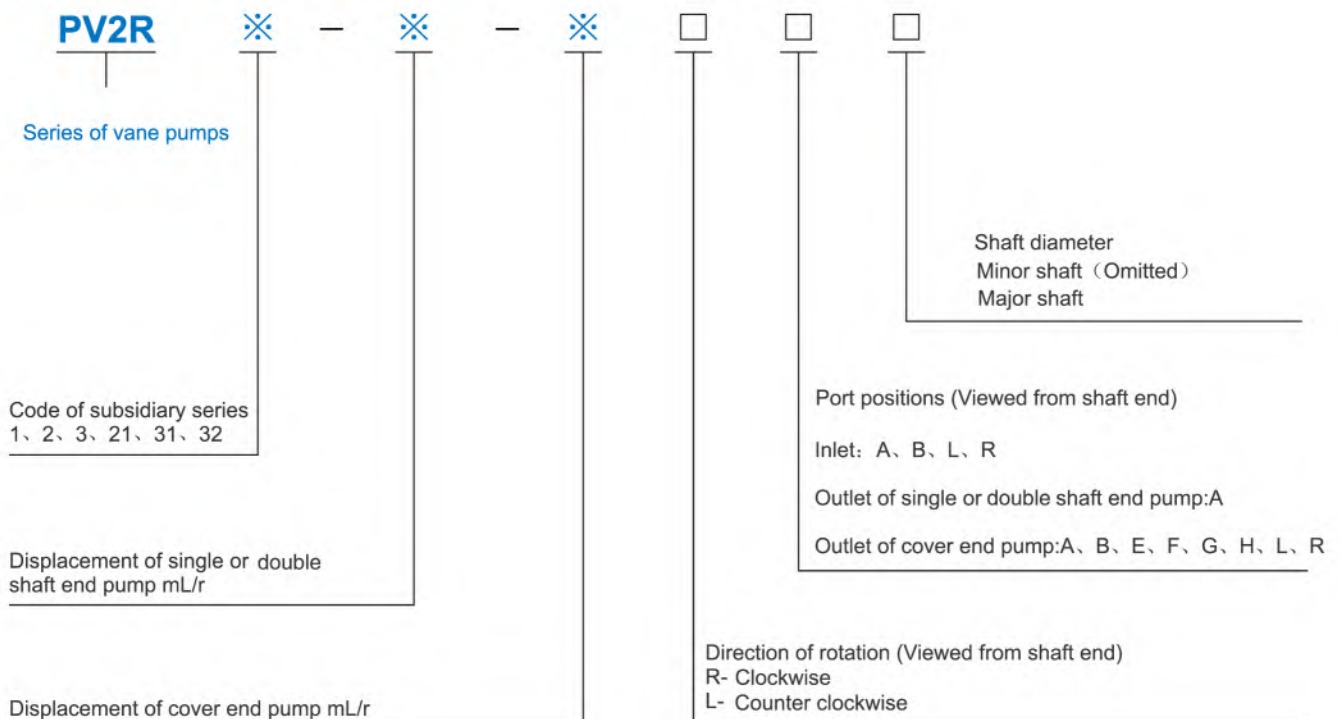 PV2R ※ – ※ – ※ □ □ □
Series of vane pumps
Shaft diameter
Minor shaft（Omitted）
Major shaft
Code of subsidiary series
1、2、3、21、31、32
Port positions (Viewed from shaft end)
Inlet：A、B、L、R
Outlet of single or double shaft end pump:A
Outlet of cover end pump:A、B、E、F、G、H、L、R
Displacement of single or double
shaft end pump mL/r
Direction of rotation (Viewed from shaft end)
R- Clockwise
L- Counter clockwise
Displacement of cover end pump mL/r